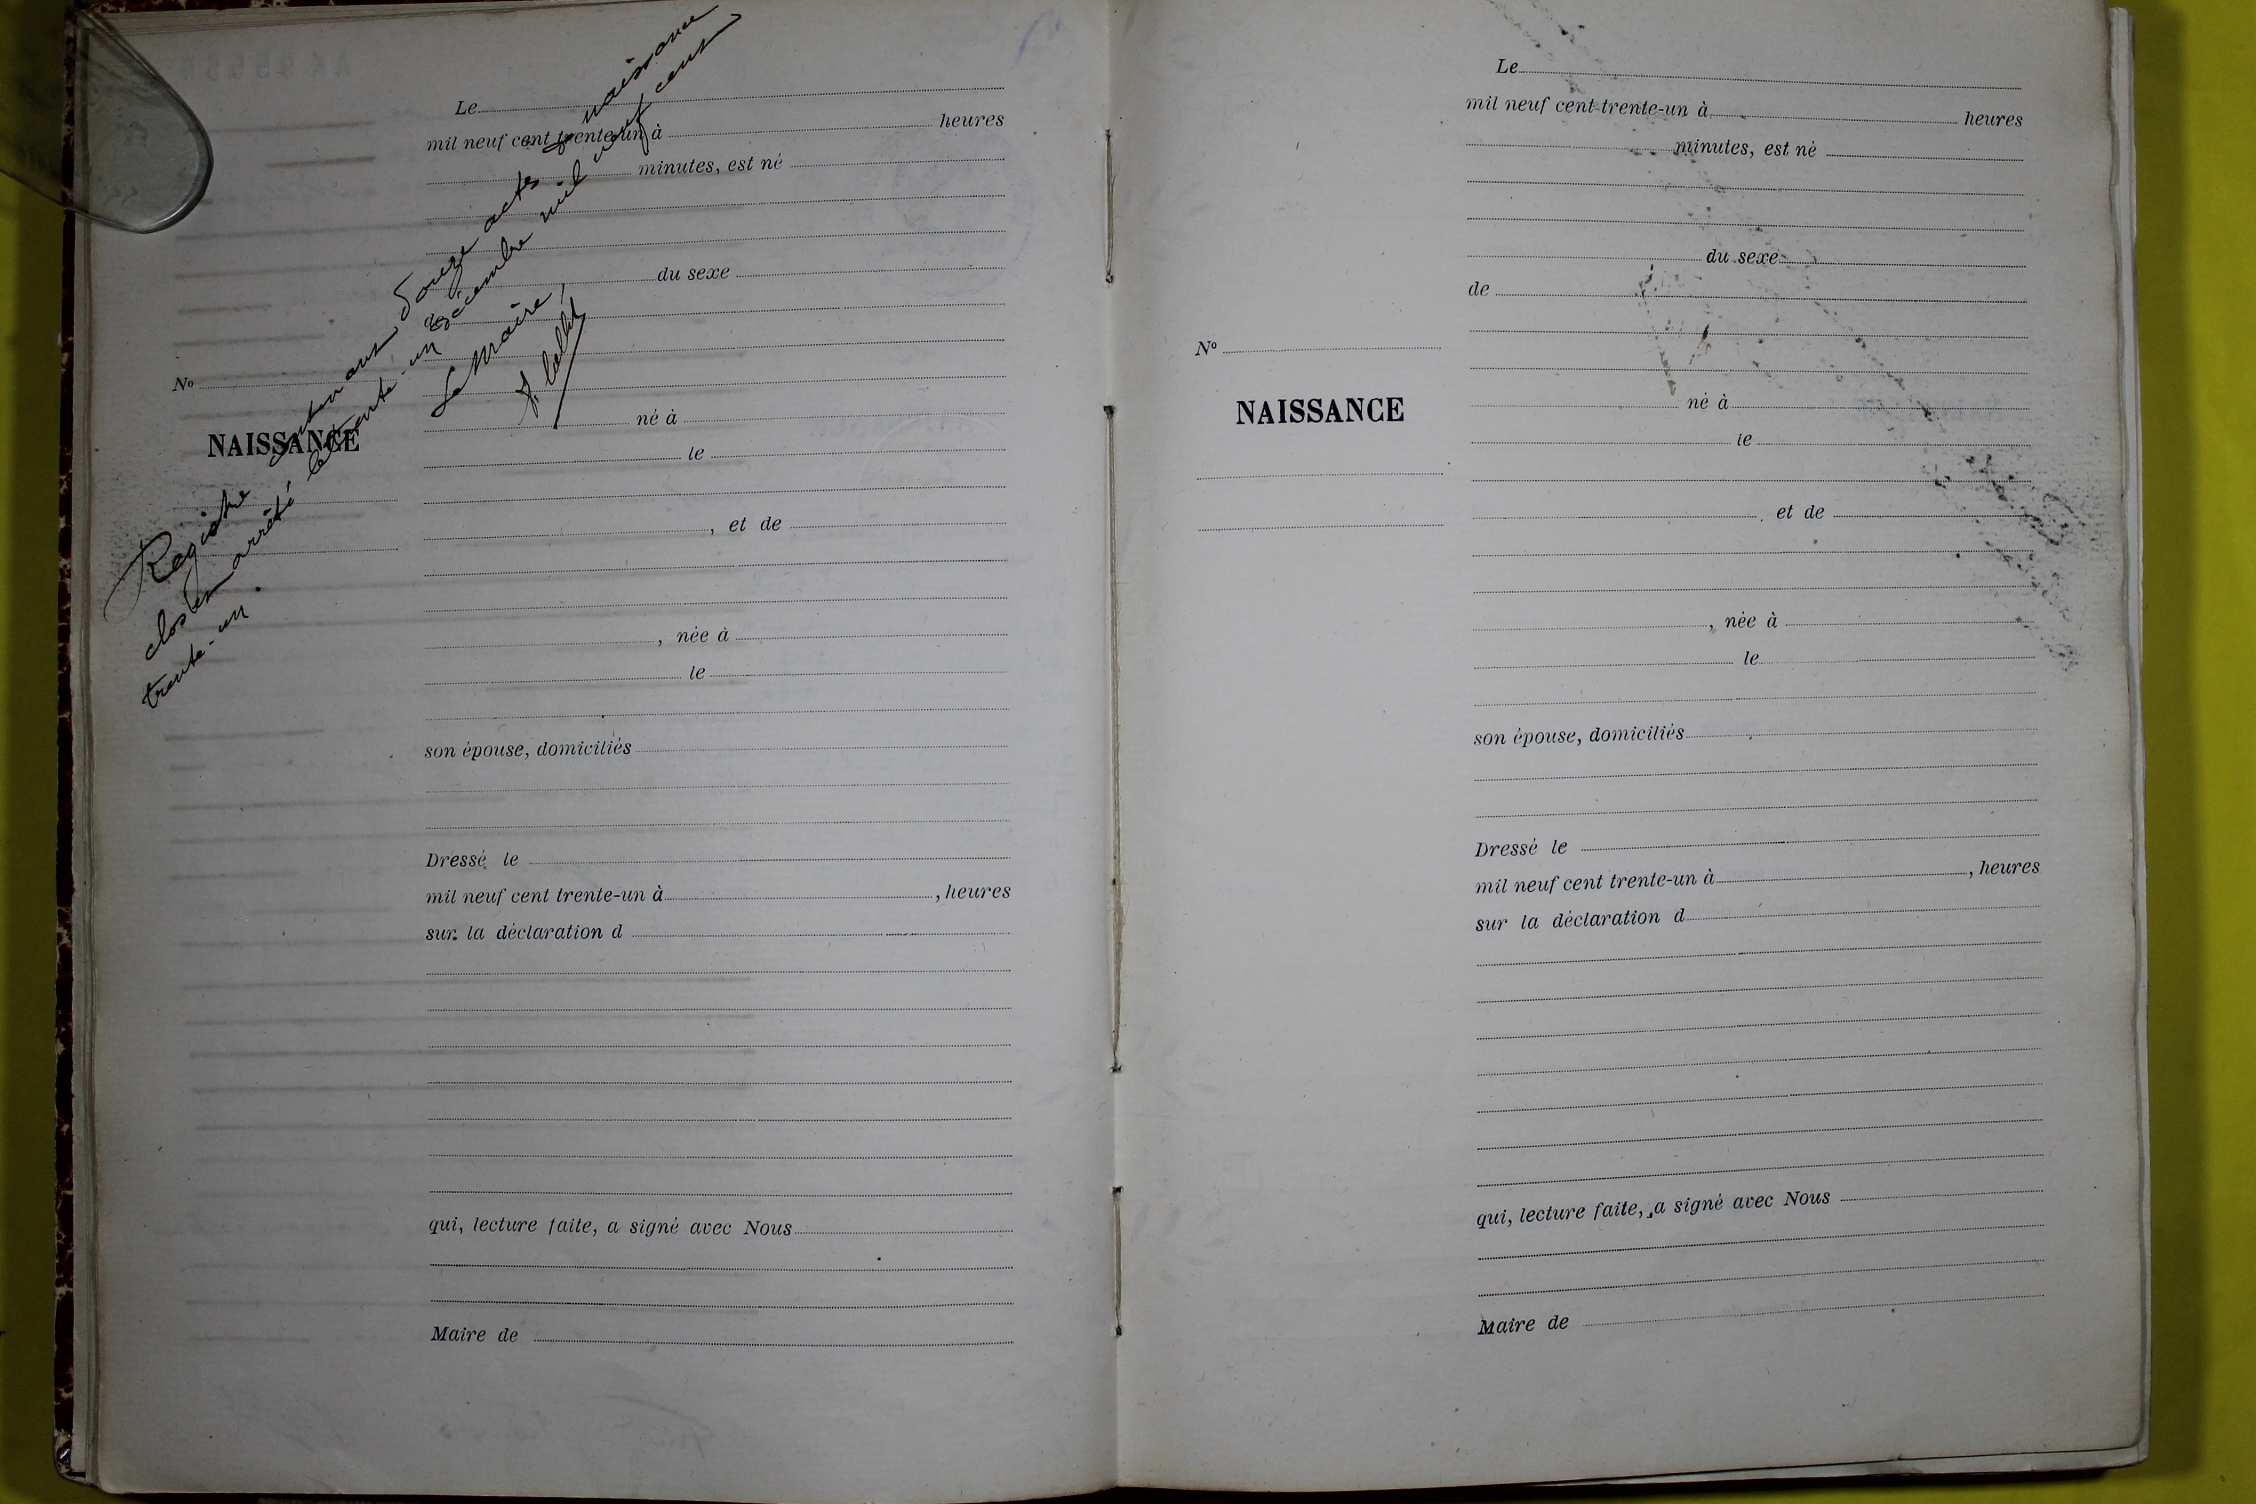 Registre contenant douze actes de naissance
clos et arrêté le trente-un décembre mil neuf cent
trente-un.
Le Maire,
Le
mil neuf cent trente-un à heures
minutes, est né
du sexe
No
NAISSANCE
né à
le
, et de
, née à
le
son épouse, domiciliés
Dressé le
mil neuf cent trente-un à , heures
sur la déclaration d
qui, lecture faite, a signé avec Nous
Maire de
Le
mil neuf cent trente-un à heures
minutes, est né
du sexe
de
No
NAISSANCE
né à
le
et de
, née à
le
son épouse, domiciliés
Dressé le
mil neuf cent trente-un à , heures
sur la déclaration d
qui, lecture faite, a signé avec Nous
Maire de